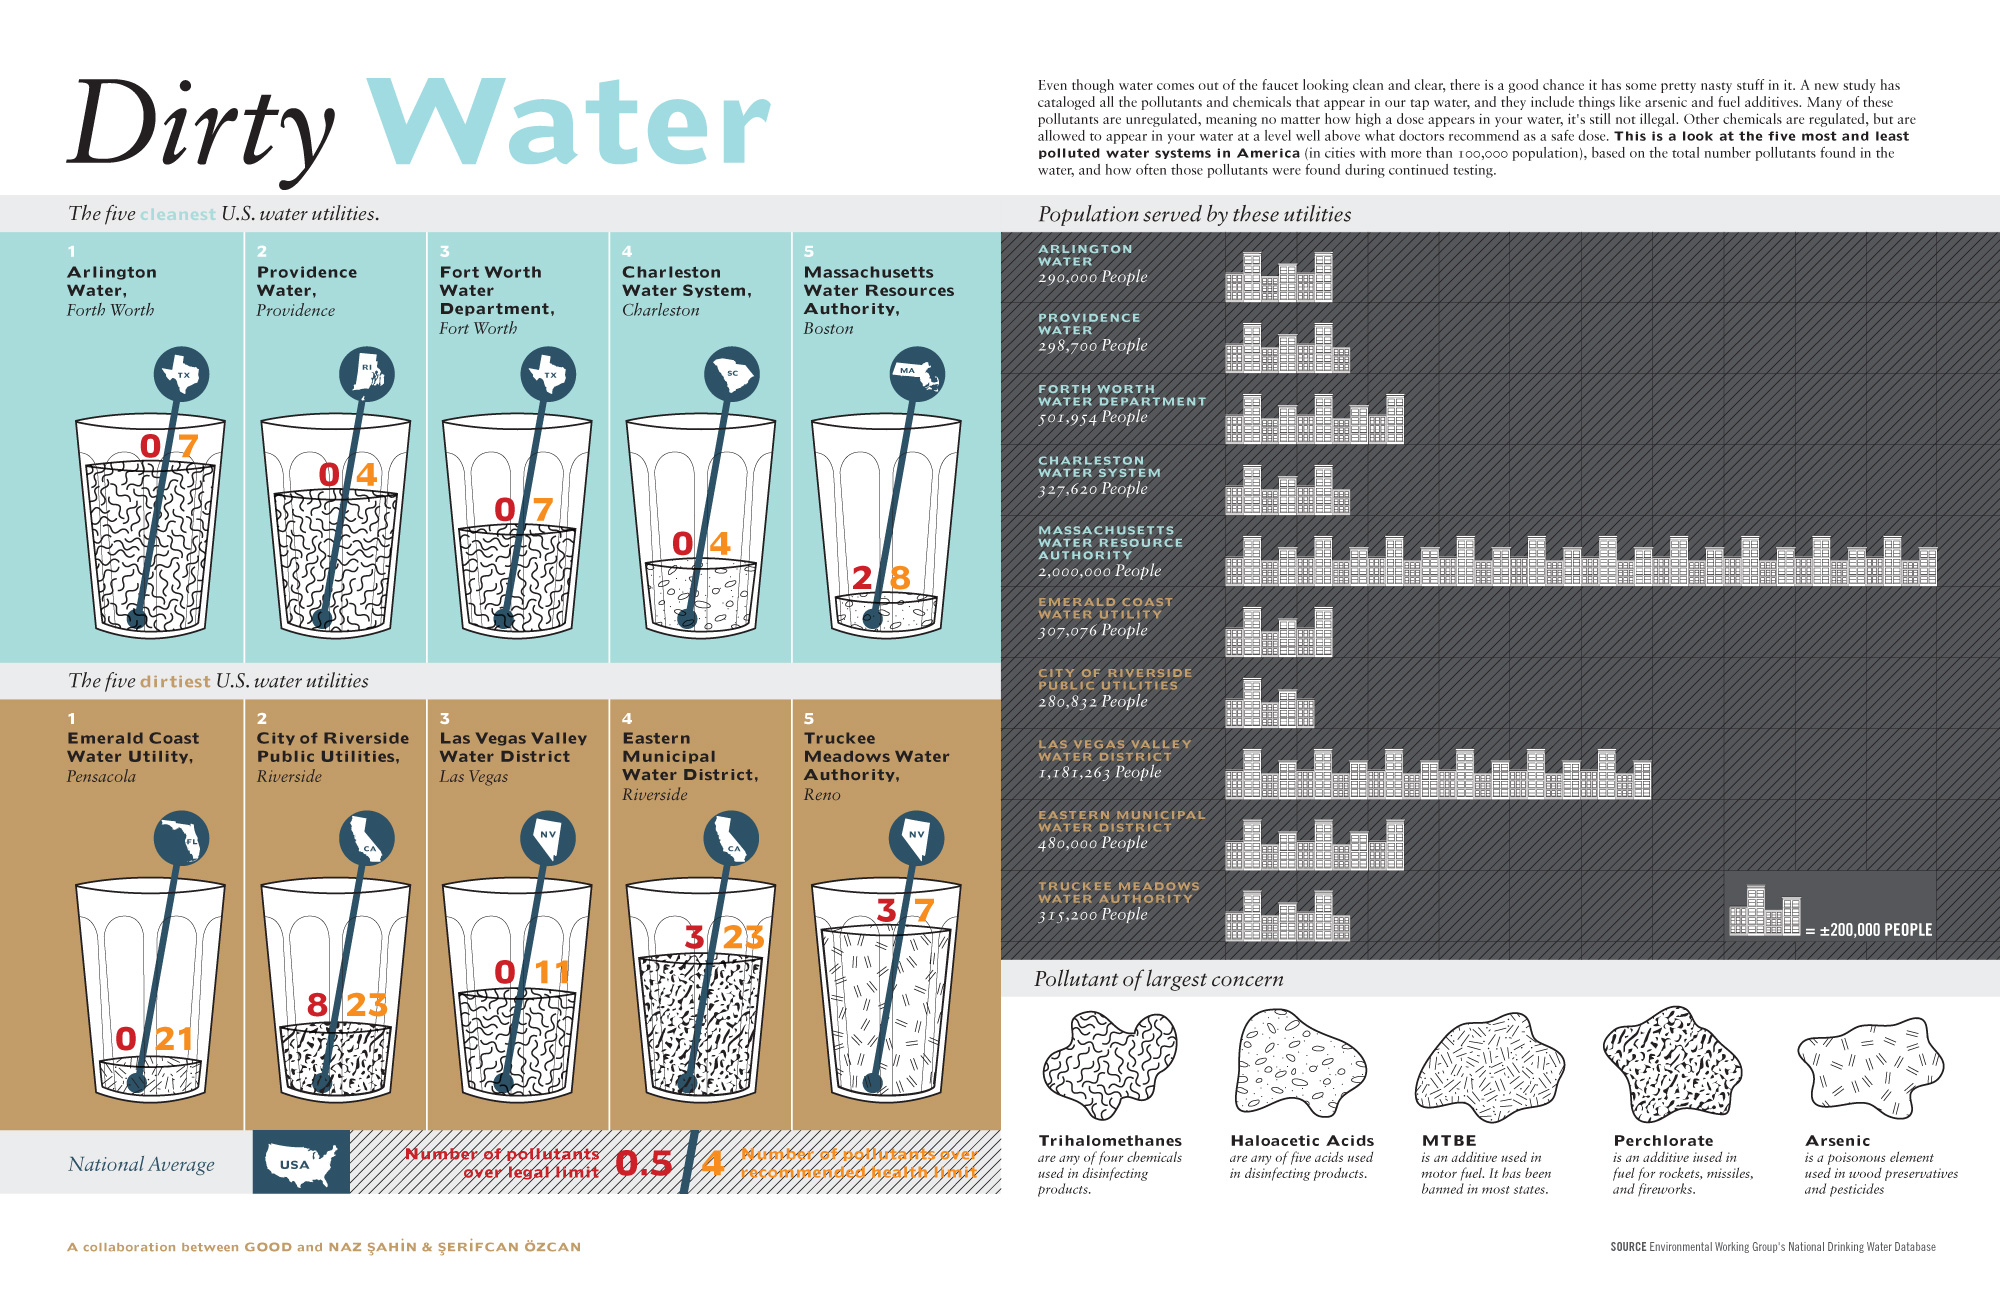 Dirty Water
Even though water comes out of the faucet looking clean and clear, there is a good chance it has some pretty nasty stuff in it. A new study has
cataloged all the pollutants and chemicals that appear in our tap water, and they include things like arsenic and fuel additives. Many of these
pollutants are unregulated, meaning no matter how high a dose appears in your water, it's still not illegal. Other chemicals are regulated, but are
allowed to appear in your water at a level well above what doctors recommend as a safe dose. This is a look at the five most and least
polluted water systems in America (in cities with more than 100,000 population), based on the total number pollutants found in the
water, and how often those pollutants were found during continued testing.
The five cleanest U.S. water utilities.
1
Arlington
Water,
Forth Worth
TX
0 7
2
Providence
Water,
Providence
RI
0 4
3
Fort Worth
Water
Department,
Fort Worth
TX
0 7
4
Charleston
Water System,
Charleston
SC
0 4
5
Massachusetts
Water Resources
Authority,
Boston
MA
2 8
The five dirtiest U.S. water utilities
1
Emerald Coast
Water Utility,
Pensacola
FL
0 21
2
City of Riverside
Public Utilities,
Riverside
CA
8 23
3
Las Vegas Valley
Water District
Las Vegas
NV
0 11
4
Eastern
Municipal
Water District,
Riverside
CA
3 23
5
Truckee
Meadows Water
Authority,
Reno
NV
3 7
National Average
USA
Number of pollutants
over legal limit
0.5 4
Number of pollutants over
recommended health limit
Population served by these utilities
ARLINGTON
WATER
290,000 People
PROVIDENCE
WATER
298,700 People
FORTH WORTH
WATER DEPARTMENT
501,954 People
CHARLESTON
WATER SYSTEM
327,620 People
MASSACHUSETTS
WATER RESOURCE
AUTHORITY
2,000,000 People
EMERALD COAST
WATER UTILITY
307,076 People
CITY OF RIVERSIDE
PUBLIC UTILITIES
280,832 People
LAS VEGAS VALLEY
WATER DISTRICT
1,181,263 People
EASTERN MUNICIPAL
WATER DISTRICT
480,000 People
TRUCKEE MEADOWS
WATER AUTHORITY
315,200 People
= ±200,000 PEOPLE
Pollutant of largest concern
Trihalomethanes
are any of four chemicals
used in disinfecting
products.
Haloacetic Acids
are any of five acids used
in disinfecting products.
MTBE
is an additive used in
motor fuel. It has been
banned in most states.
Perchlorate
is an additive iused in
fuel for rockets, missiles,
and fireworks.
Arsenic
is a poisonous element
used in wood preservatives
and pesticides
A collaboration between GOOD and NAZ ŞAHİN & ŞERİFCAN ÖZCAN
SOURCE Environmental Working Group's National Drinking Water Database